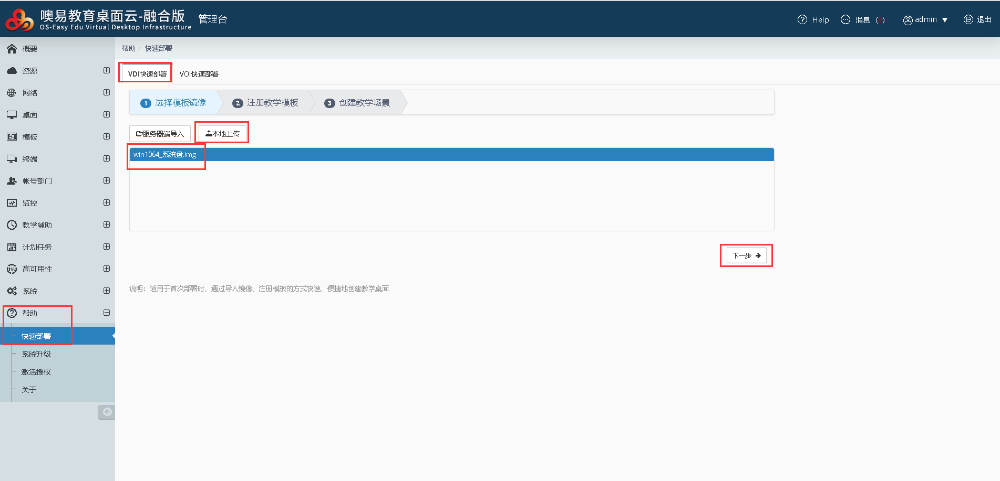 噢易教育桌面云-融合版 管理台
OS-Easy Edu Virtual Desktop Infrastructure
Help 消息 (0) admin 退出
概要
资源
网络
桌面
模板
终端
帐号部门
监控
教学辅助
计划任务
高可用性
系统
帮助
快速部署
系统升级
激活授权
关于
帮助 / 快速部署
VDI快速部署 VOI快速部署
1 选择模板镜像 2 注册教学模板 3 创建教学场景
服务器端导入 本地上传
win1064_系统盘.img
下一步
说明：适用于首次部署时，通过导入镜像、注册模板的方式快速、便捷地创建教学桌面